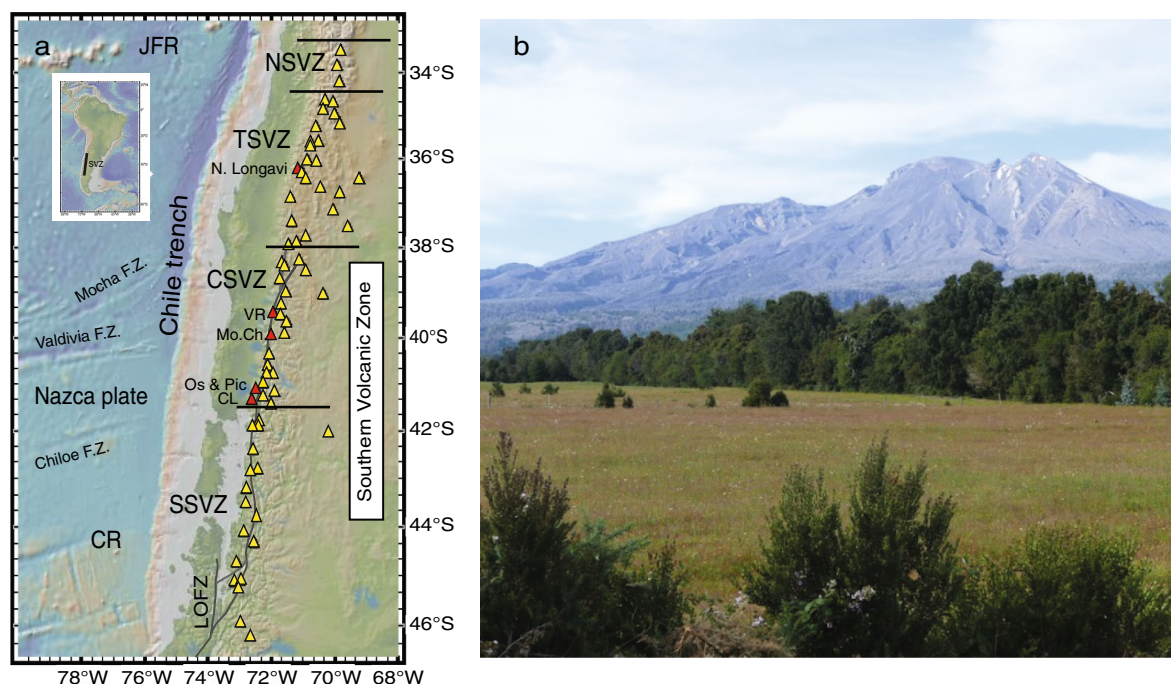 a
JFR
NSVZ
34°S
TSVZ
SVZ
N. Longavi
36°S
Chile trench
38°S
CSVZ
Mocha F.Z.
VR
Valdivia F.Z.
Mo.Ch
40°S
Southern Volcanic Zone
Os & Pic
Nazca plate
CL
42°S
Chiloe F.Z.
SSVZ
44°S
CR
LOFZ
46°S
78°W 76°W 74°W 72°W 70°W 68°W
b